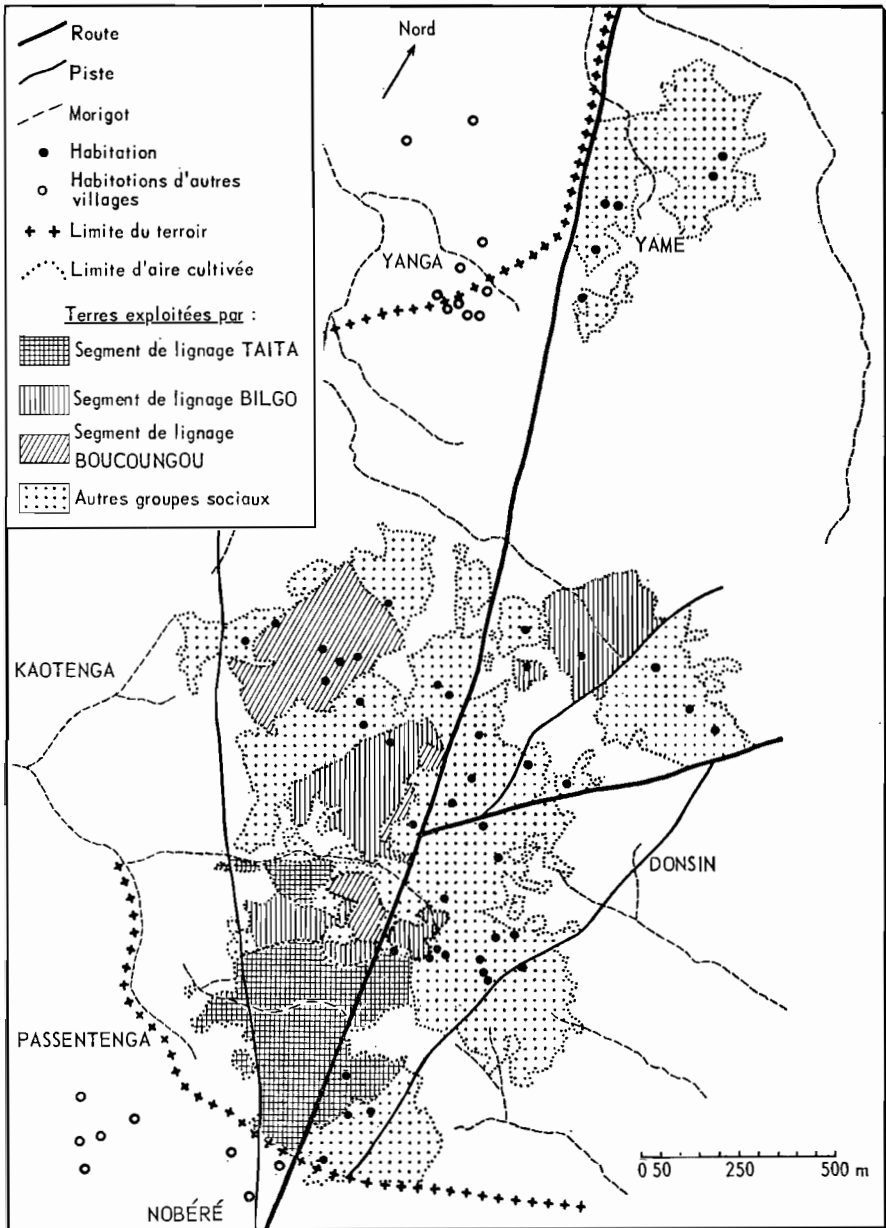 Route
Piste
Morigot
Habitation
Habitotions d'autres
villages
Limite du terroir
Limite d'aire cultivée
Terres exploitées par :
Segment de lignage TAITA
Segment de lignage BILGO
Segment de lignage
BOUCOUNGOU
Autres groupes sociaux
Nord
YANGA
YAMÉ
KAOTENGA
DONSIN
PASSENTENGA
NOBÉRÉ
0 50 250 500 m